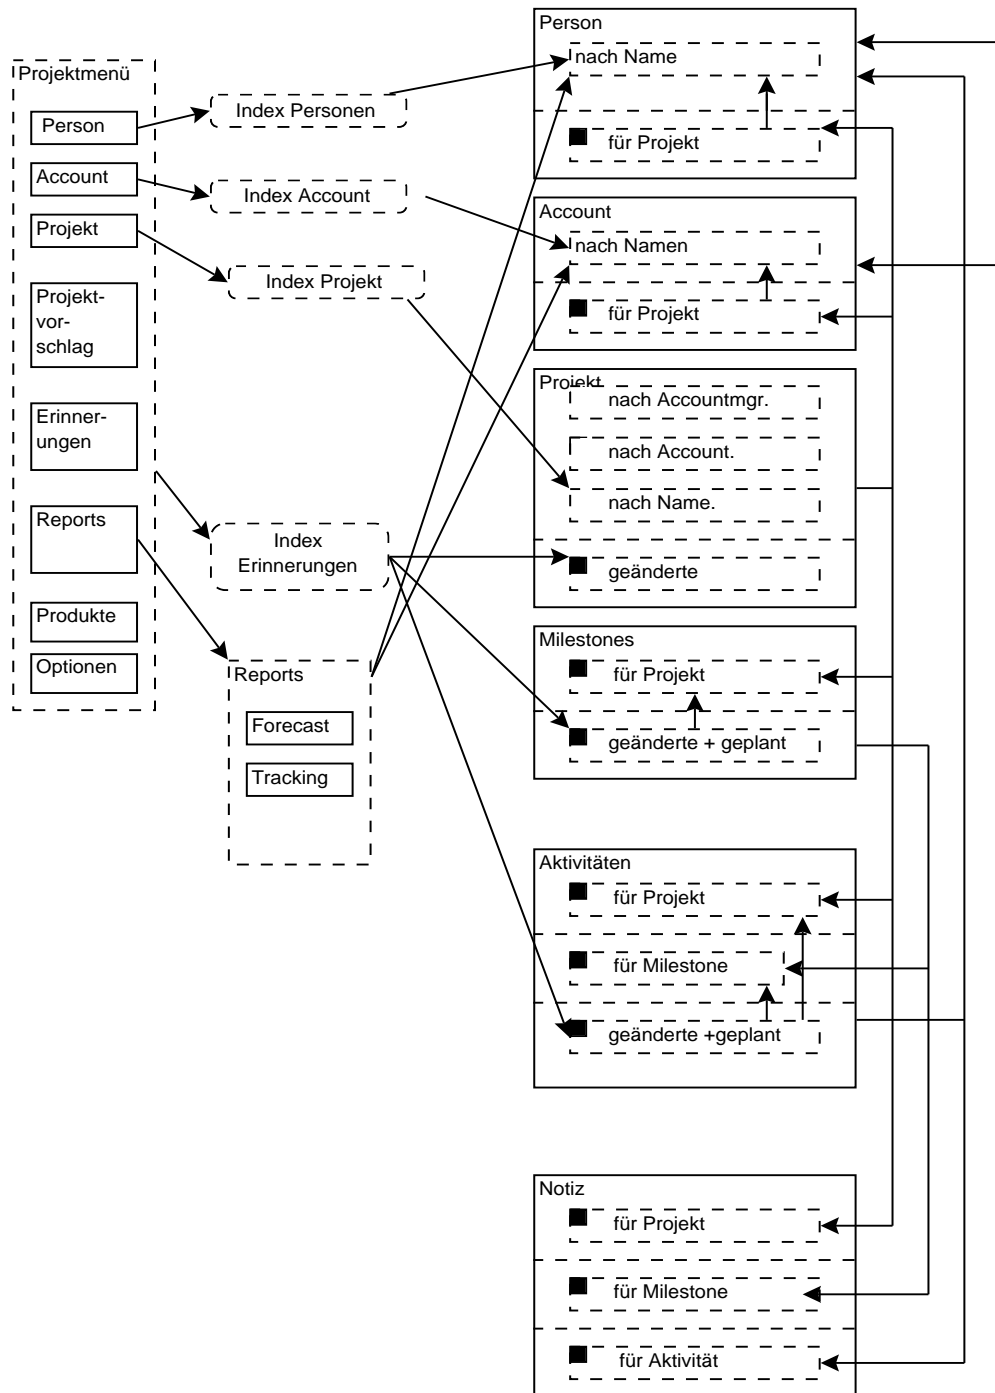 Projektmenü
Person
Account
Projekt
Projekt-
vor-
schlag
Erinner-
ungen
Reports
Produkte
Optionen
Index Personen
Index Account
Index Projekt
Index
Erinnerungen
Reports
Forecast
Tracking
Person
nach Name
für Projekt
Account
nach Namen
für Projekt
Projekt
nach Accountmgr.
nach Account.
nach Name.
geänderte
Milestones
für Projekt
geänderte + geplant
Aktivitäten
für Projekt
für Milestone
geänderte +geplant
Notiz
für Projekt
für Milestone
für Aktivität